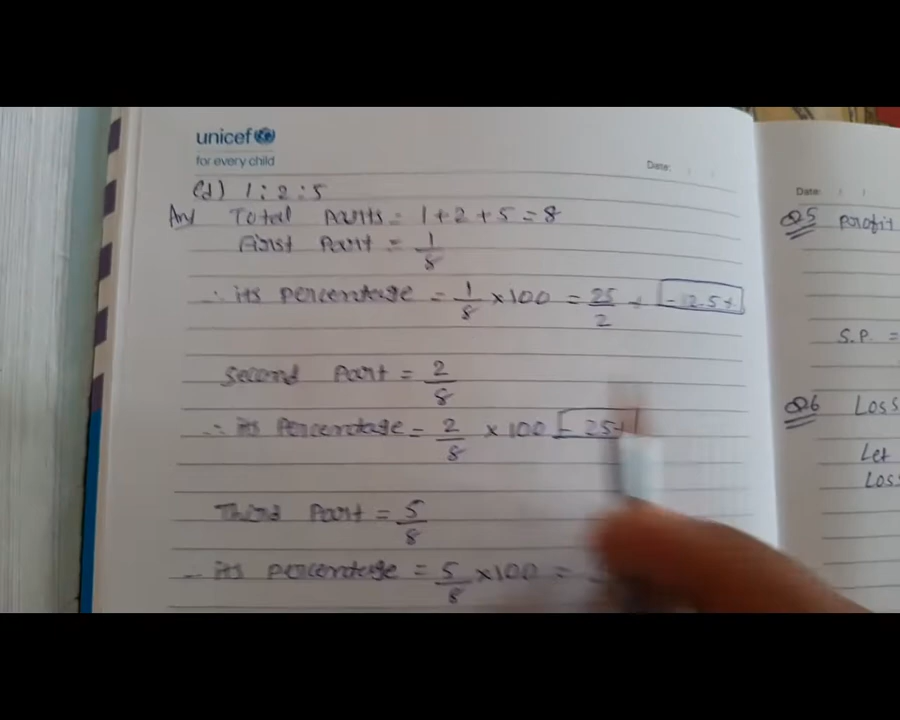 unicef
for every child
Date:
(d) 1:2:5
Ans Total Parts = 1+2+5 = 8
First Part = 1/8
∴ its percentage = 1/8 ×100 = 25/2 % = 12.5%
Second Part = 2/8
∴ its Percentage = 2/8 ×100 = 25%
Third Part = 5/8
∴ its percentage = 5/8 ×100 =
Date:
Q5 Profit
S.P. =
Q6 Loss
Let
Loss